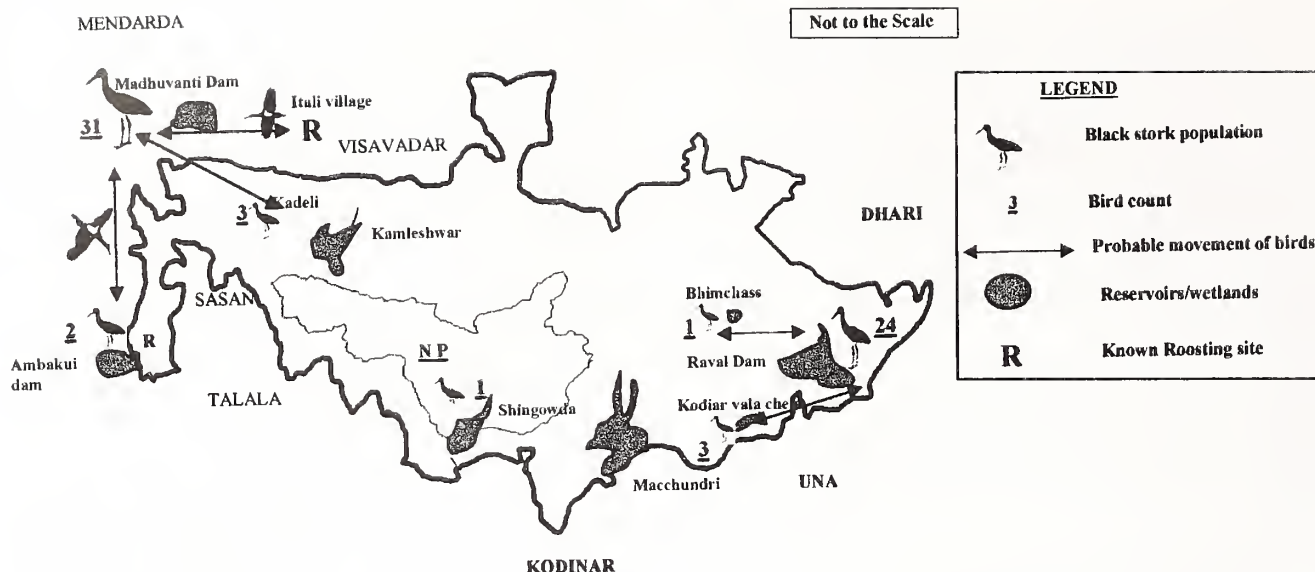 MENDARDA
Not to the Scale
Madhuvanti Dam
Itali village
31
R
VISAVADAR
LEGEND
Black stork population
3
Bird count
Probable movement of birds
Reservoirs/wetlands
R
Known Roosting site
DHARI
Kadeli
3
Kamleshwar
SASAN
2
R
Ambakui
dam
TALALA
NP
1
Shingowda
Bhimchass
1
24
Raval Dam
Kodiar vala che
3
Macchundri
UNA
KODINAR